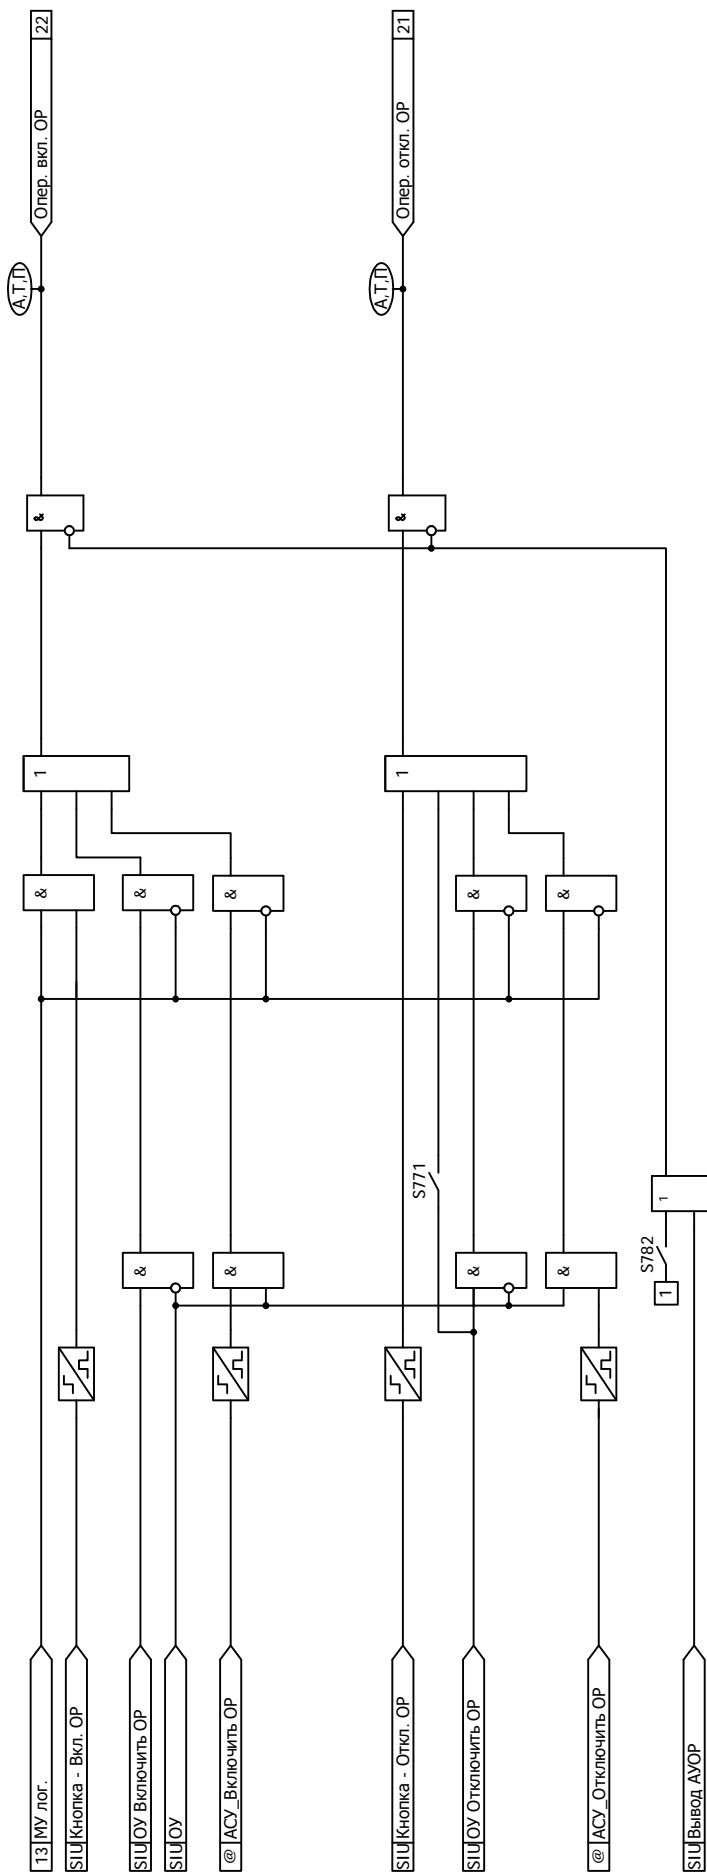 22
Опер. вкл. ОР
А,Т,П
21
Опер. откл. ОР
А,Т,П
&
&
1
1
&
&
&
&
&
S771
&
&
&
&
S782
1
1
13 МУ лог.
SIU Кнопка - Вкл. ОР
SIU ОУ Включить ОР
SIU ОУ
@ АСУ_Включить ОР
SIU Кнопка - Откл. ОР
SIU ОУ Отключить ОР
@ АСУ_Отключить ОР
SIU Вывод АУОР